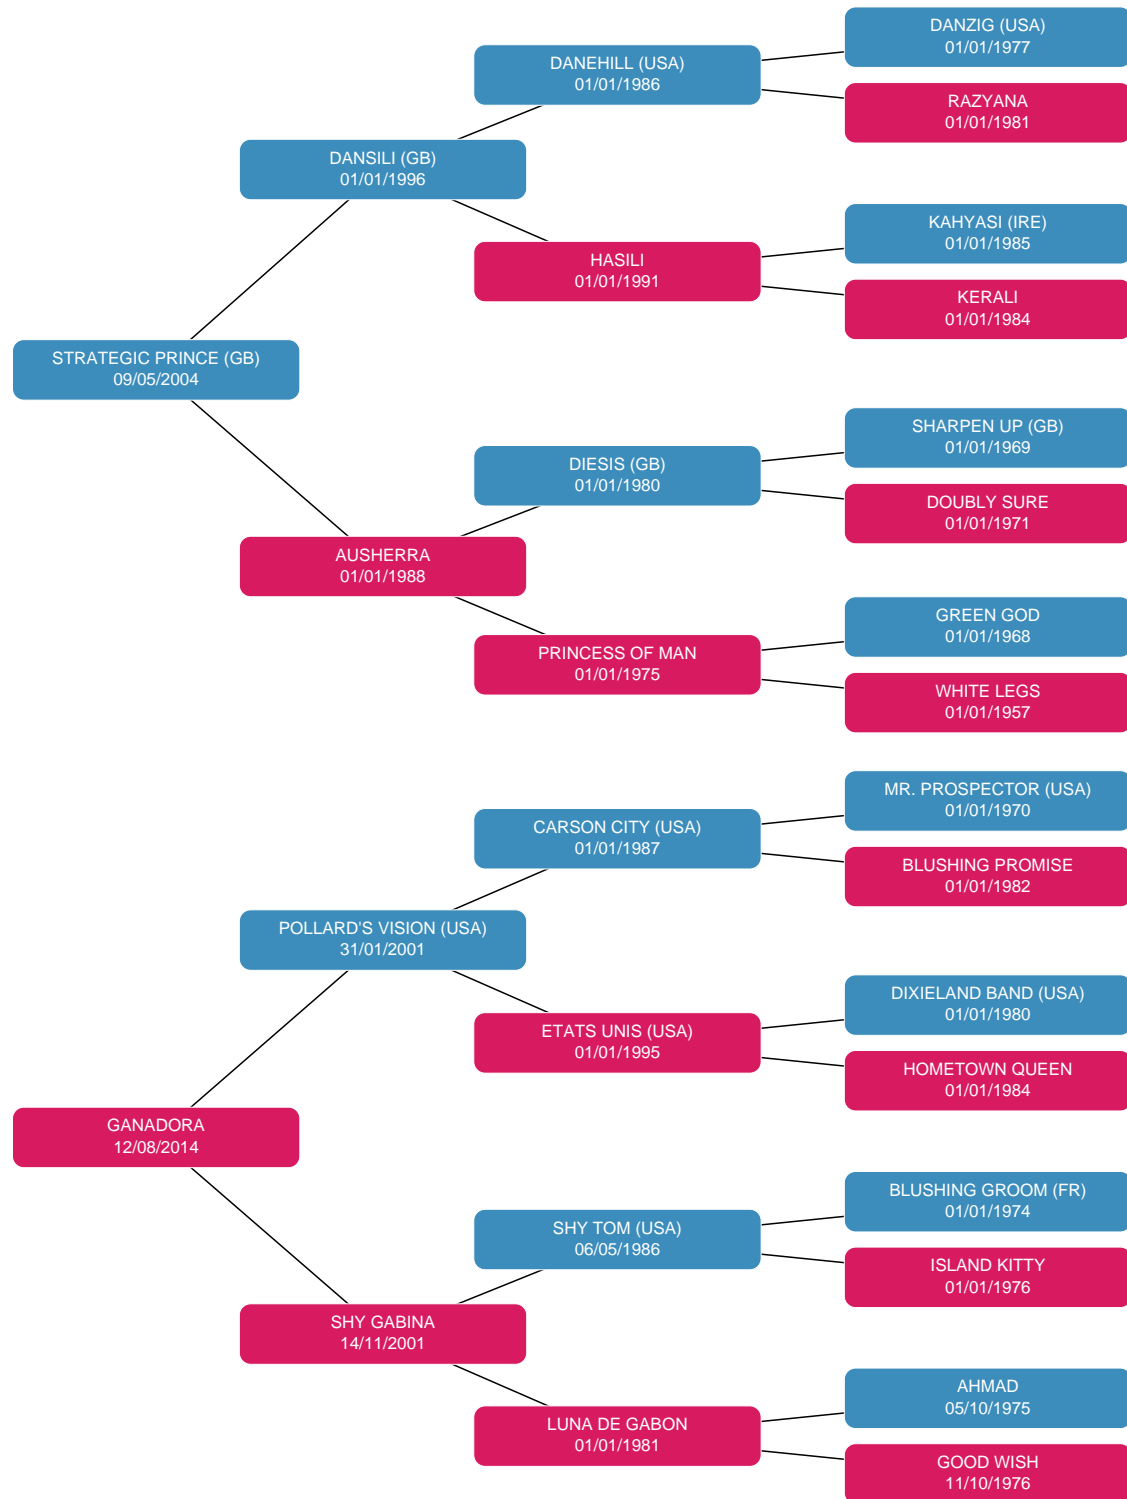 DANZIG (USA)
01/01/1977
DANEHILL (USA)
01/01/1986
RAZYANA
01/01/1981
DANSILI (GB)
01/01/1996
KAHYASI (IRE)
01/01/1985
HASILI
01/01/1991
KERALI
01/01/1984
STRATEGIC PRINCE (GB)
09/05/2004
SHARPEN UP (GB)
01/01/1969
DIESIS (GB)
01/01/1980
DOUBLY SURE
01/01/1971
AUSHERRA
01/01/1988
GREEN GOD
01/01/1968
PRINCESS OF MAN
01/01/1975
WHITE LEGS
01/01/1957
MR. PROSPECTOR (USA)
01/01/1970
CARSON CITY (USA)
01/01/1987
BLUSHING PROMISE
01/01/1982
POLLARD'S VISION (USA)
31/01/2001
DIXIELAND BAND (USA)
01/01/1980
ETATS UNIS (USA)
01/01/1995
HOMETOWN QUEEN
01/01/1984
GANADORA
12/08/2014
BLUSHING GROOM (FR)
01/01/1974
SHY TOM (USA)
06/05/1986
ISLAND KITTY
01/01/1976
SHY GABINA
14/11/2001
AHMAD
05/10/1975
LUNA DE GABON
01/01/1981
GOOD WISH
11/10/1976